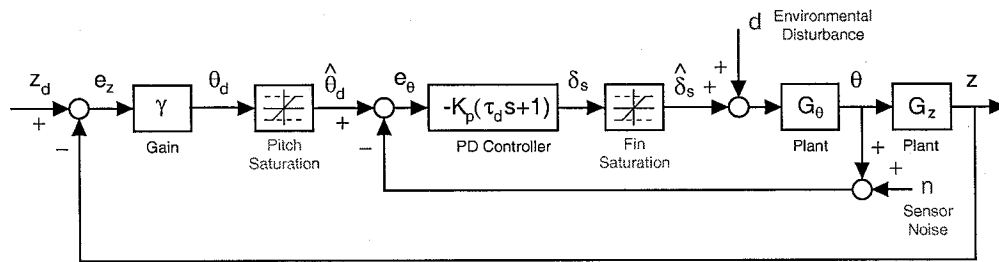 d Environmental
Disturbance
z_d e_z θ_d θ̂_d e_θ δ_s δ̂_s θ z
+ γ + -K_p(τ_d s+1) + + G_θ G_z
− Gain Pitch Saturation − PD Controller Fin Saturation Plant + Plant
+ n
Sensor
Noise